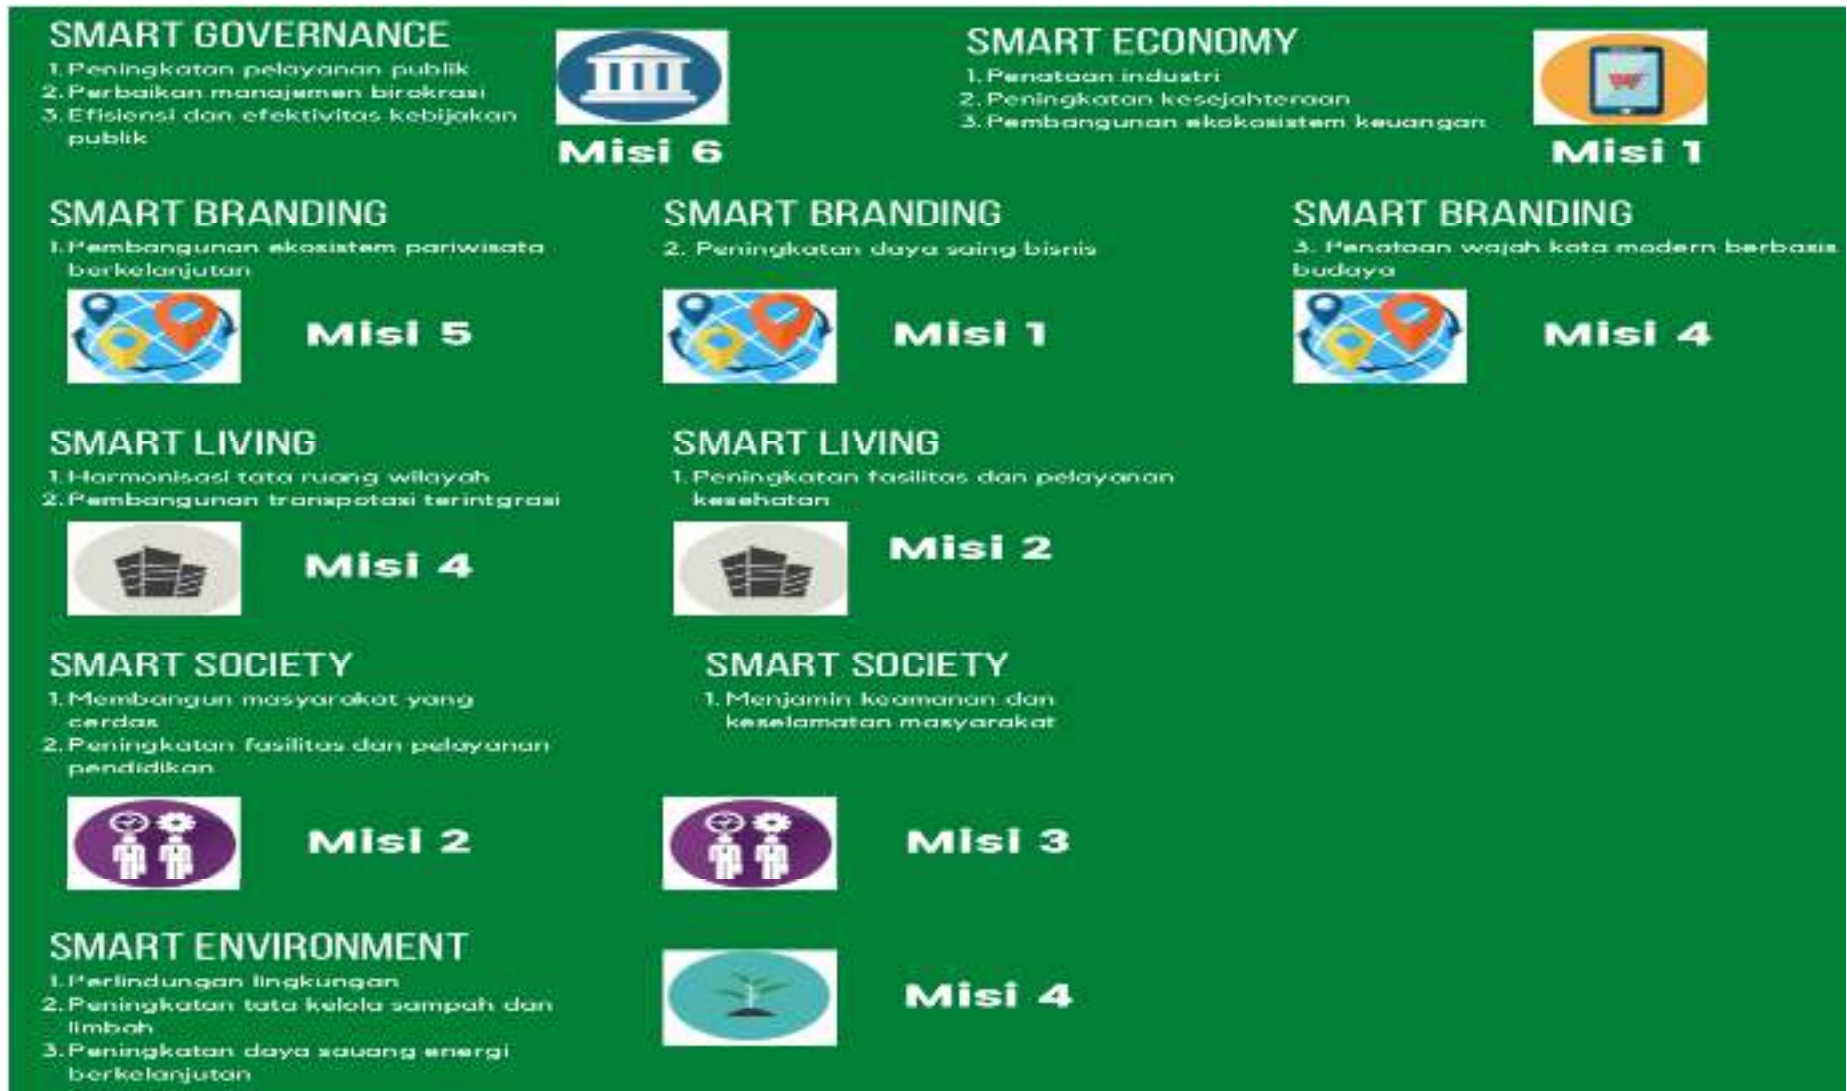 SMART GOVERNANCE
1. Peningkatan pelayanan publik
2. Perbaikan manajemen birokrasi
3. Efisiensi dan efektivitas kebijakan
publik
Misi 6
SMART ECONOMY
1. Penataan industri
2. Peningkatan kesejahteraan
3. Pembangunan ekokosistem keuangan
Misi 1
SMART BRANDING
1. Pembangunan ekosistem pariwisata
berkelanjutan
Misi 5
SMART BRANDING
2. Peningkatan daya saing bisnis
Misi 1
SMART BRANDING
3. Penataan wajah kota modern berbasis
budaya
Misi 4
SMART LIVING
1. Harmonisasi tata ruang wilayah
2. Pembangunan transpotasi terintgrasi
Misi 4
SMART LIVING
1. Peningkatan fasilitas dan pelayanan
kesehatan
Misi 2
SMART SOCIETY
1. Membangun masyarakat yang
cerdas
2. Peningkatan fasilitas dan pelayanan
pendidikan
Misi 2
SMART SOCIETY
1. Menjamin keamanan dan
keselamatan masyarakat
Misi 3
SMART ENVIRONMENT
1. Perlindungan lingkungan
2. Peningkatan tata kelola sampah dan
limbah
3. Peningkatan daya sauang energi
berkelanjutan
Misi 4